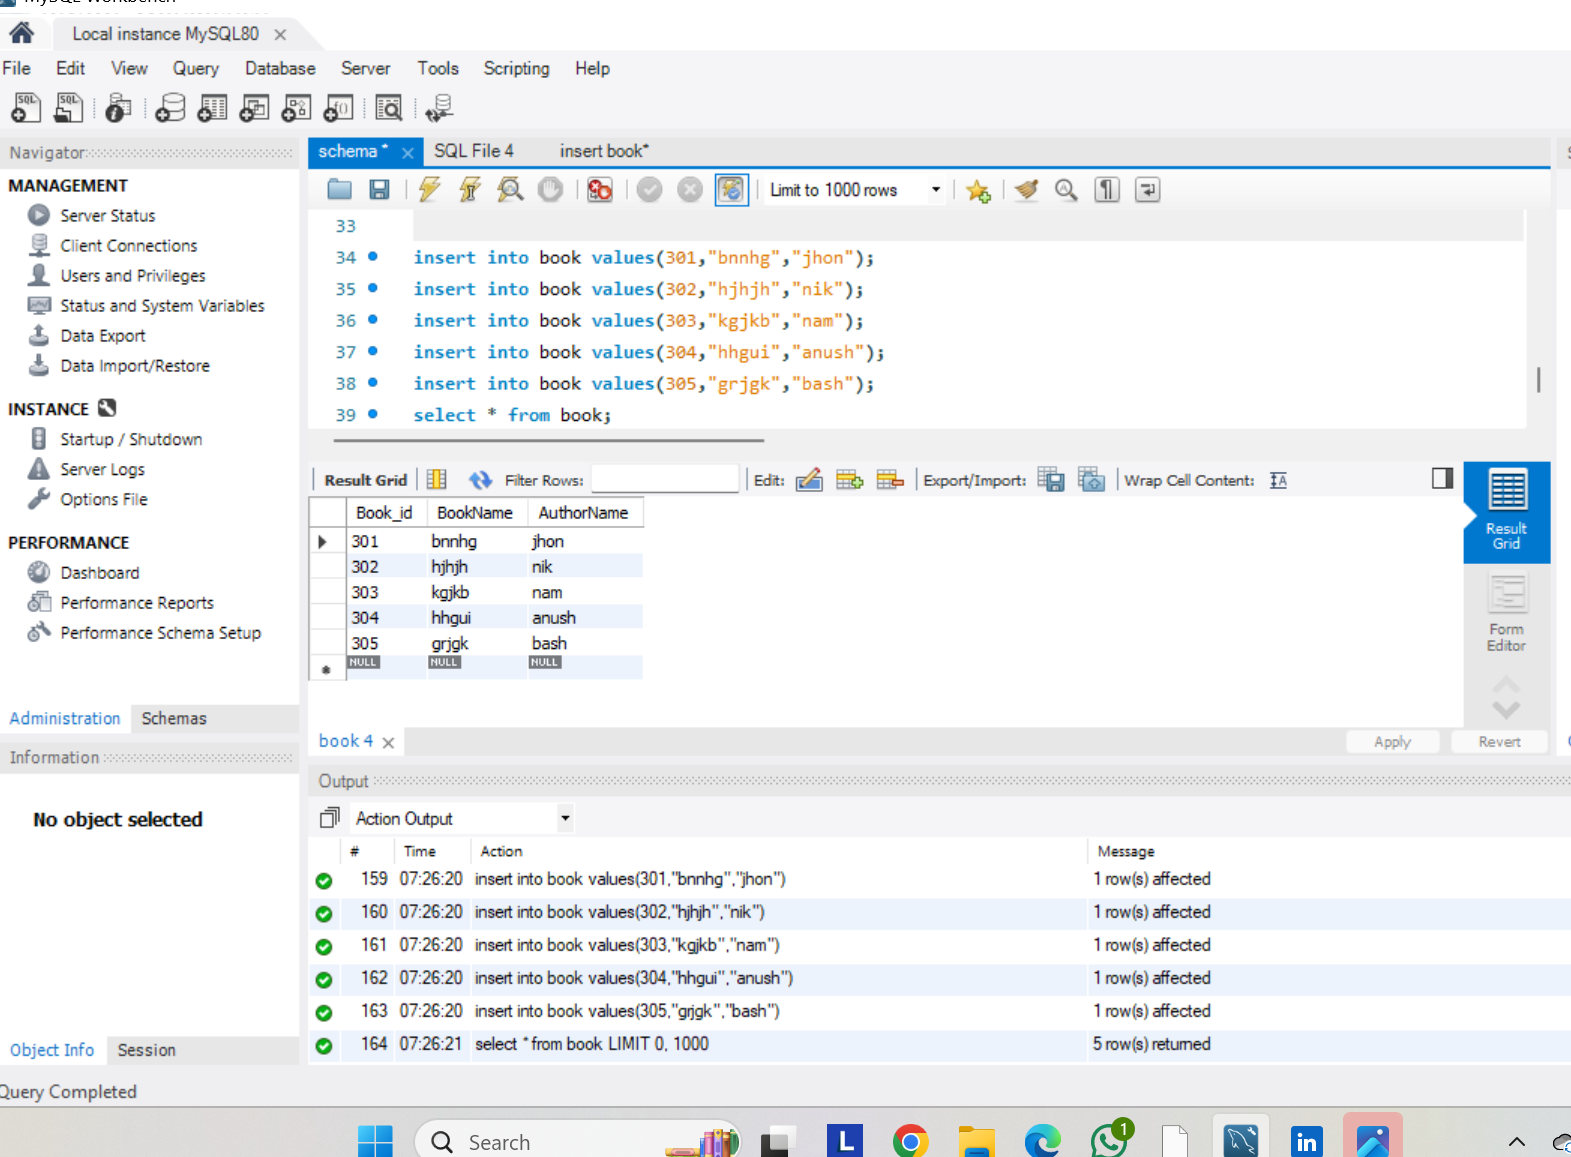 MySQL Workbench
Local instance MySQL80
File Edit View Query Database Server Tools Scripting Help
Navigator
MANAGEMENT
Server Status
Client Connections
Users and Privileges
Status and System Variables
Data Export
Data Import/Restore
INSTANCE
Startup / Shutdown
Server Logs
Options File
PERFORMANCE
Dashboard
Performance Reports
Performance Schema Setup
Administration Schemas
Information
No object selected
Object Info Session
Query Completed
schema* SQL File 4 insert book*
Limit to 1000 rows
33
34 insert into book values(301,"bnnhg","jhon");
35 insert into book values(302,"hjhjh","nik");
36 insert into book values(303,"kgjkb","nam");
37 insert into book values(304,"hhgui","anush");
38 insert into book values(305,"grjgk","bash");
39 select * from book;
Result Grid Filter Rows: Edit: Export/Import: Wrap Cell Content:
Book_id BookName AuthorName
301 bnnhg jhon
302 hjhjh nik
303 kgjkb nam
304 hhgui anush
305 grjgk bash
NULL NULL NULL
Result
Grid
Form
Editor
book 4 Apply Revert
Output
Action Output
# Time Action Message
159 07:26:20 insert into book values(301,"bnnhg","jhon") 1 row(s) affected
160 07:26:20 insert into book values(302,"hjhjh","nik") 1 row(s) affected
161 07:26:20 insert into book values(303,"kgjkb","nam") 1 row(s) affected
162 07:26:20 insert into book values(304,"hhgui","anush") 1 row(s) affected
163 07:26:20 insert into book values(305,"grjgk","bash") 1 row(s) affected
164 07:26:21 select * from book LIMIT 0, 1000 5 row(s) returned
Search
L
1
in